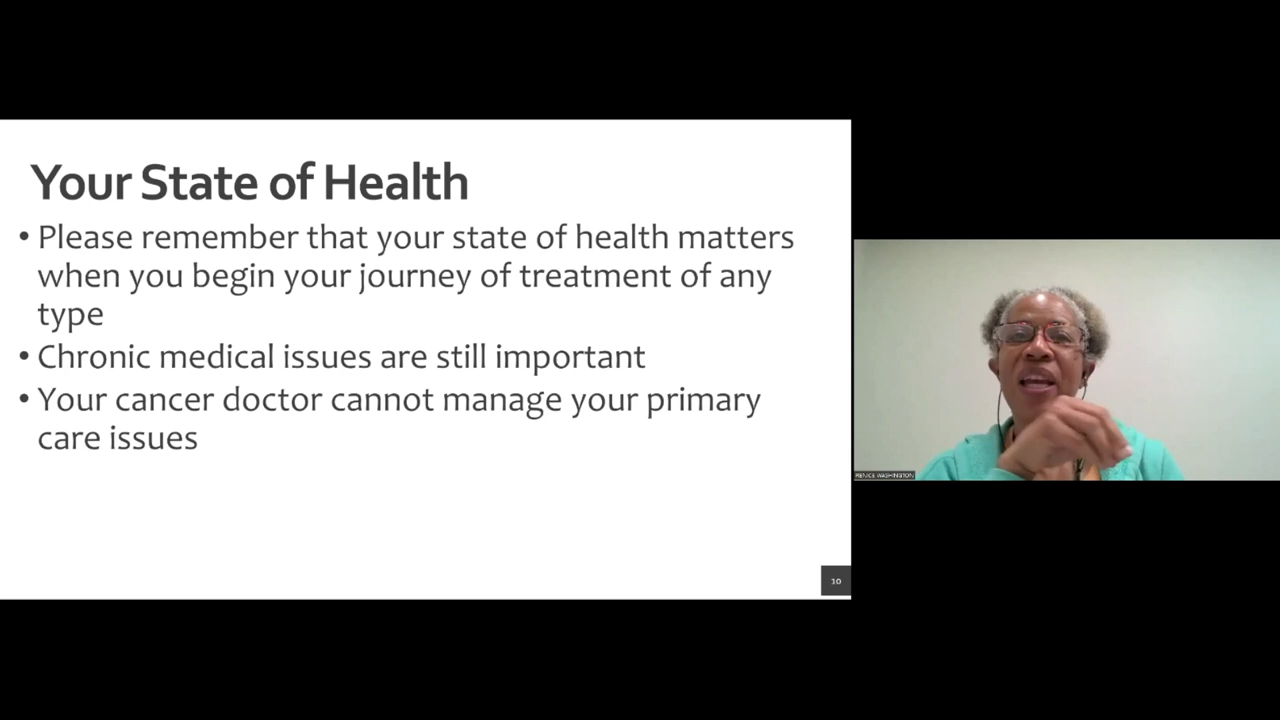 Your State of Health
• Please remember that your state of health matters
when you begin your journey of treatment of any
type
• Chronic medical issues are still important
• Your cancer doctor cannot manage your primary
care issues
10
RENICE WASHINGTON